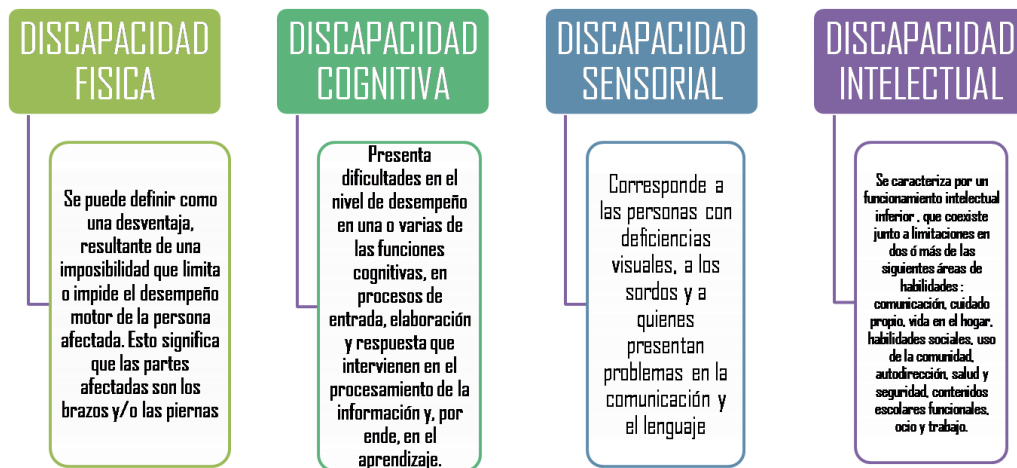 DISCAPACIDAD
FISICA
Se puede definir como
una desventaja,
resultante de una
imposibilidad que limita
o impide el desempeño
motor de la persona
afectada. Esto significa
que las partes
afectadas son los
brazos y/o las piernas
DISCAPACIDAD
COGNITIVA
Presenta
dificultades en el
nivel de desempeño
en una o varias de
las funciones
cognitivas, en
procesos de
entrada, elaboración
y respuesta que
intervienen en el
procesamiento de la
información y, por
ende, en el
aprendizaje.
DISCAPACIDAD
SENSORIAL
Corresponde a
las personas con
deficiencias
visuales, a los
sordos y a
quienes
presentan
problemas en la
comunicación y
el lenguaje
DISCAPACIDAD
INTELECTUAL
Se caracteriza por un
funcionamiento intelectual
inferior , que coexiste
junto a limitaciones en
dos ó más de las
siguientes áreas de
habilidades :
comunicación, cuidado
propio, vida en el hogar,
habilidades sociales, uso
de la comunidad,
autodirección, salud y
seguridad, contenidos
escolares funcionales,
ocio y trabajo.